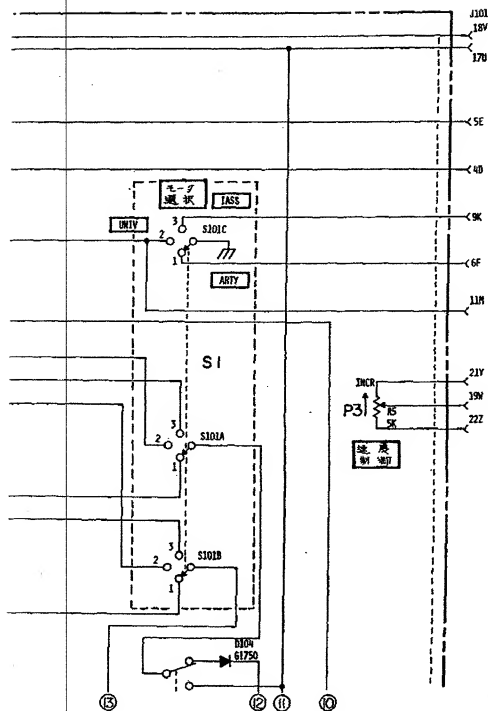 J101
18V
17U
5E
4D
モード
選択
IASS
9K
UNIV
3
S101C
2
1
6F
ARTY
11M
S1
21Y
INCR
19W
P3
R5
5K
22Z
速度
制御
3
2
S101A
1
3
S101B
2
1
D104
G1750
⑬
⑫
⑪
⑩